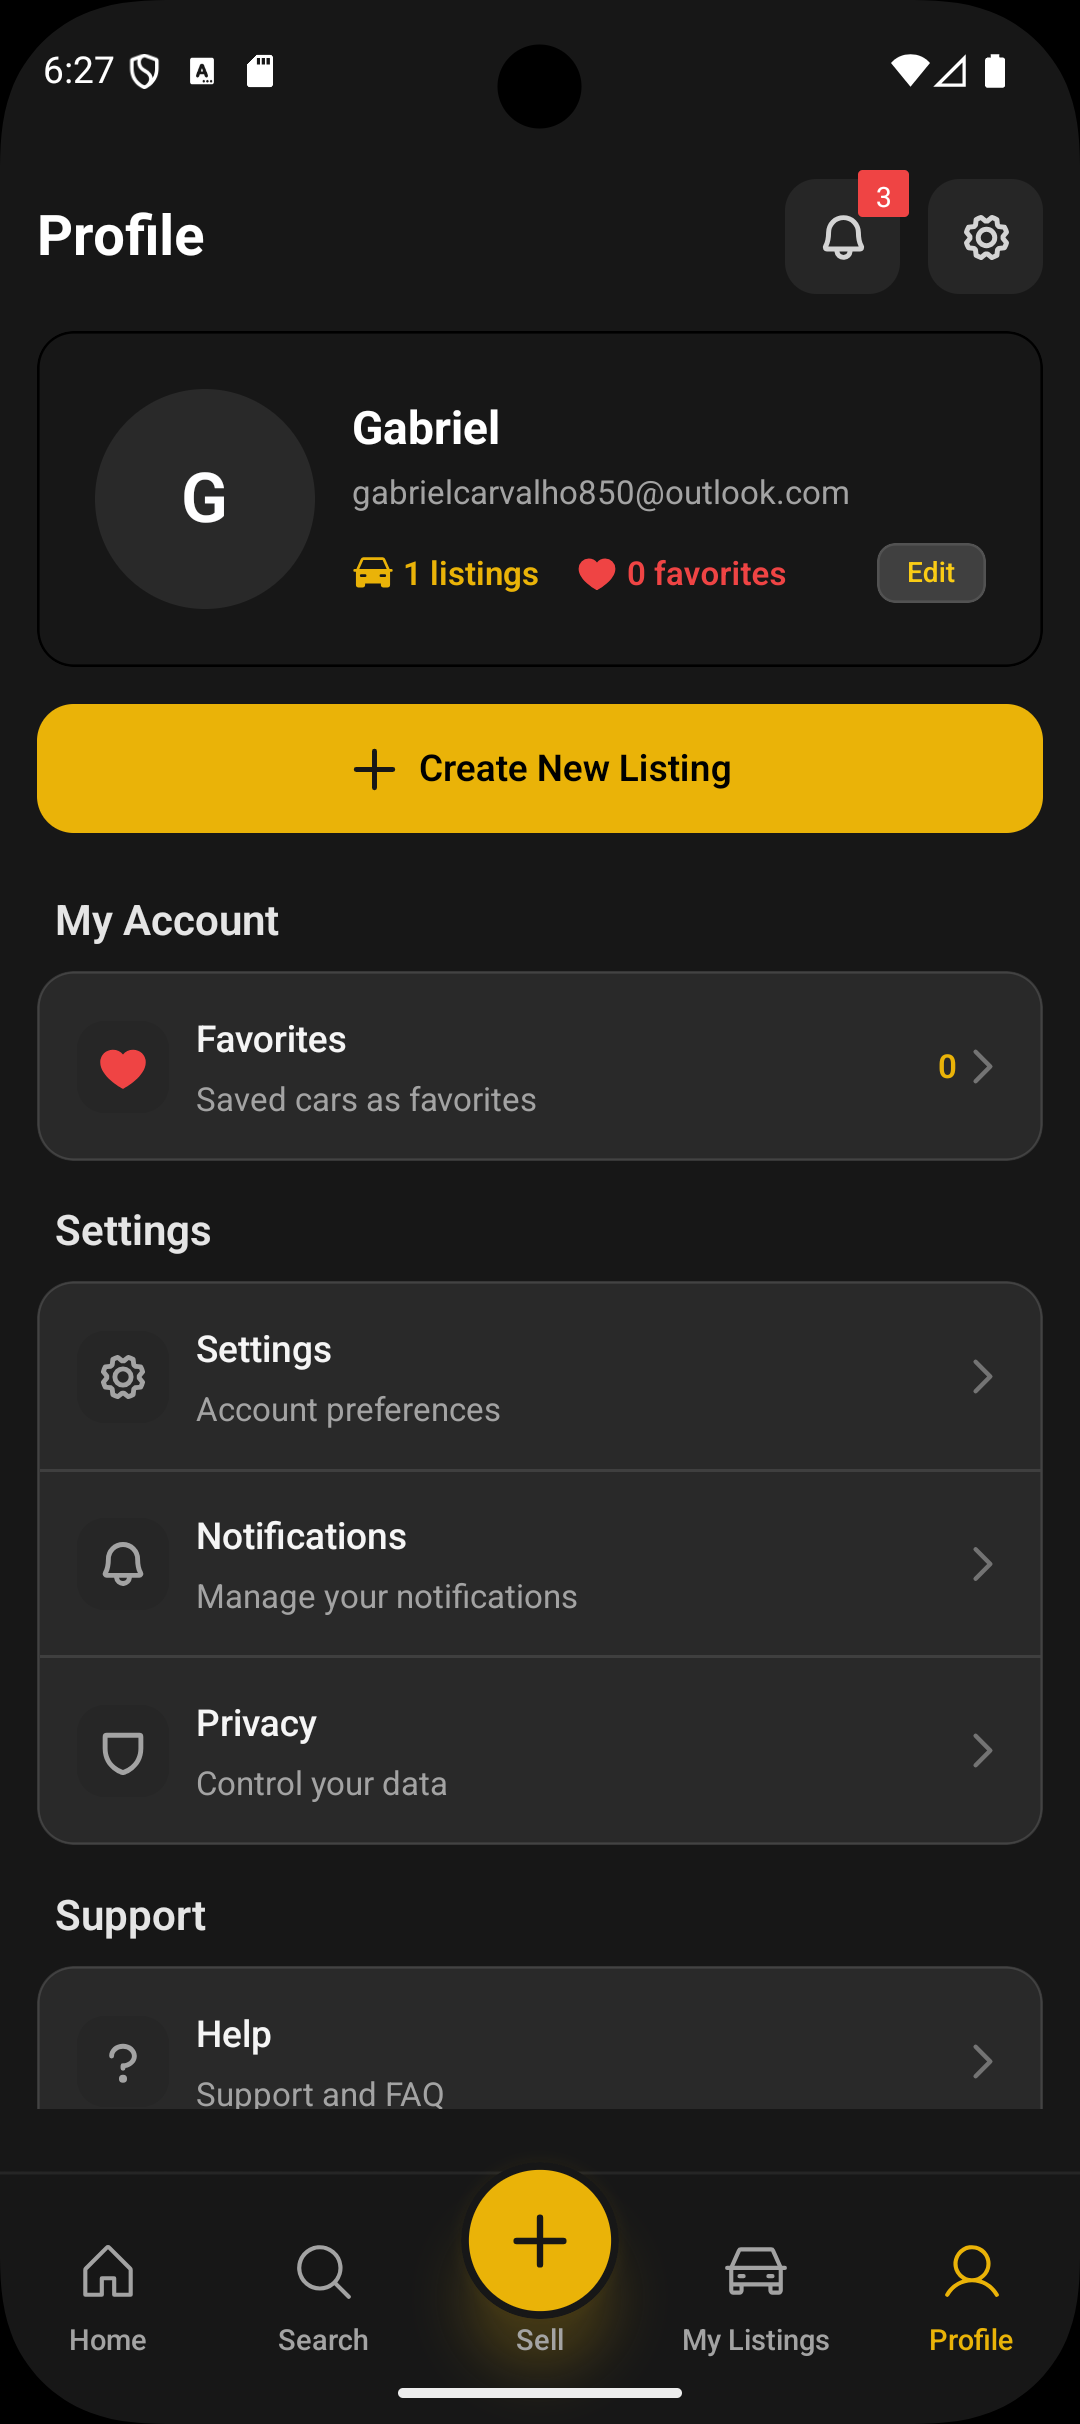 6:27
Profile
3
G
Gabriel
gabrielcarvalho850@outlook.com
1 listings
0 favorites
Edit
Create New Listing
My Account
Favorites
Saved cars as favorites
0
Settings
Settings
Account preferences
Notifications
Manage your notifications
Privacy
Control your data
Support
Help
Support and FAQ
Home
Search
Sell
My Listings
Profile